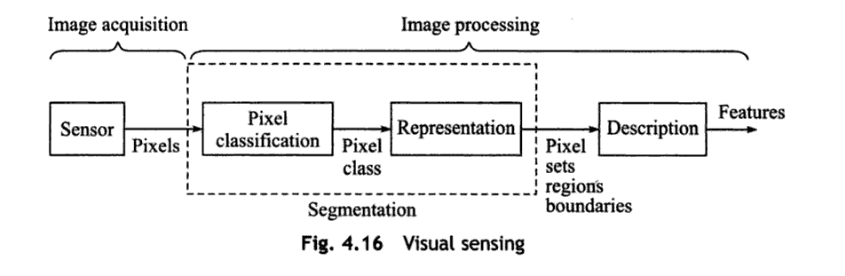 Image acquisition
Image processing
Sensor
Pixels
Pixel
classification
Pixel
class
Representation
Pixel
sets
regions
boundaries
Description
Features
Segmentation
Fig. 4.16 Visual sensing